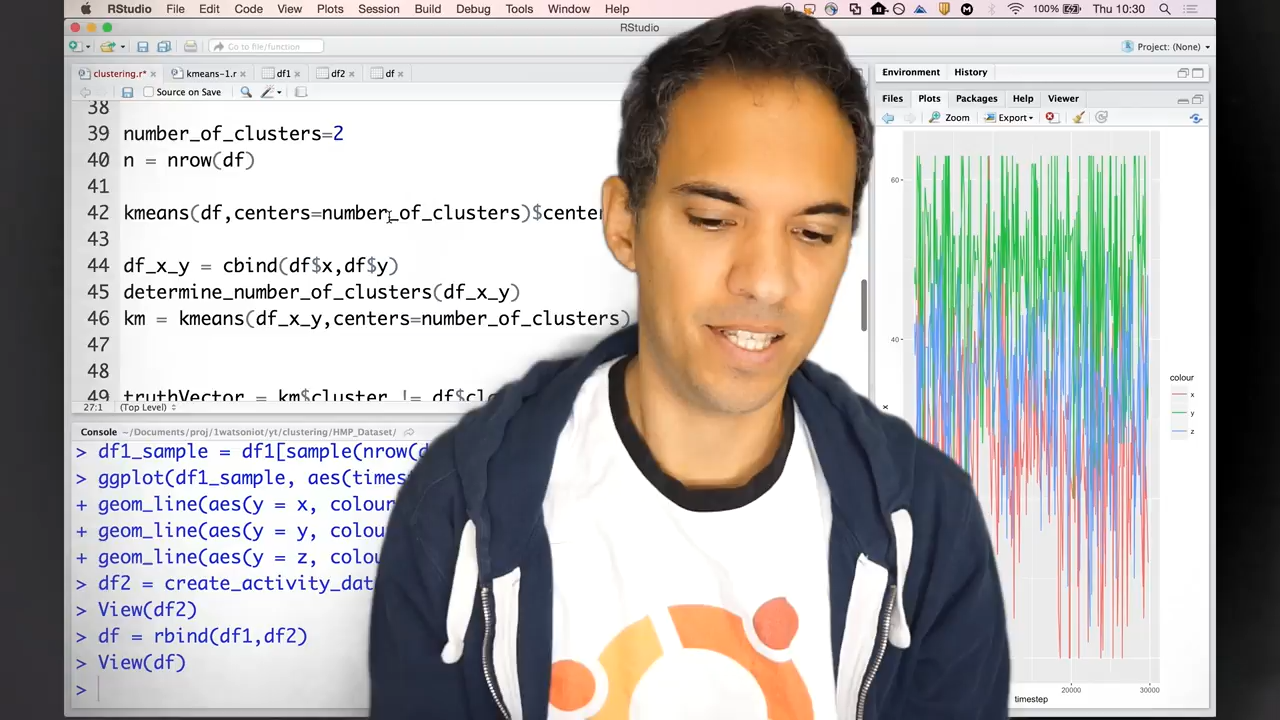 RStudio File Edit Code View Plots Session Build Debug Tools Window Help 100% Thu 10:30
RStudio
Go to file/function Project: (None)
clustering.r* kmeans-1.r df1 df2 df
Source on Save
38
39 number_of_clusters=2
40 n = nrow(df)
41
42 kmeans(df,centers=number_of_clusters)$center
43
44 df_x_y = cbind(df$x,df$y)
45 determine_number_of_clusters(df_x_y)
46 km = kmeans(df_x_y,centers=number_of_clusters)
47
48
49 truthVector = km$cluster != df$cl
27:1 (Top Level)
Console ~/Documents/proj/1watsoniot/yt/clustering/HMP_Dataset/
> df1_sample = df1[sample(nrow(d
> ggplot(df1_sample, aes(times
+ geom_line(aes(y = x, colour
+ geom_line(aes(y = y, colou
+ geom_line(aes(y = z, colou
> df2 = create_activity_dat
> View(df2)
> df = rbind(df1,df2)
> View(df)
>
Environment History
Files Plots Packages Help Viewer
Zoom Export
60
40
x
colour
x
y
z
20000 30000
timestep